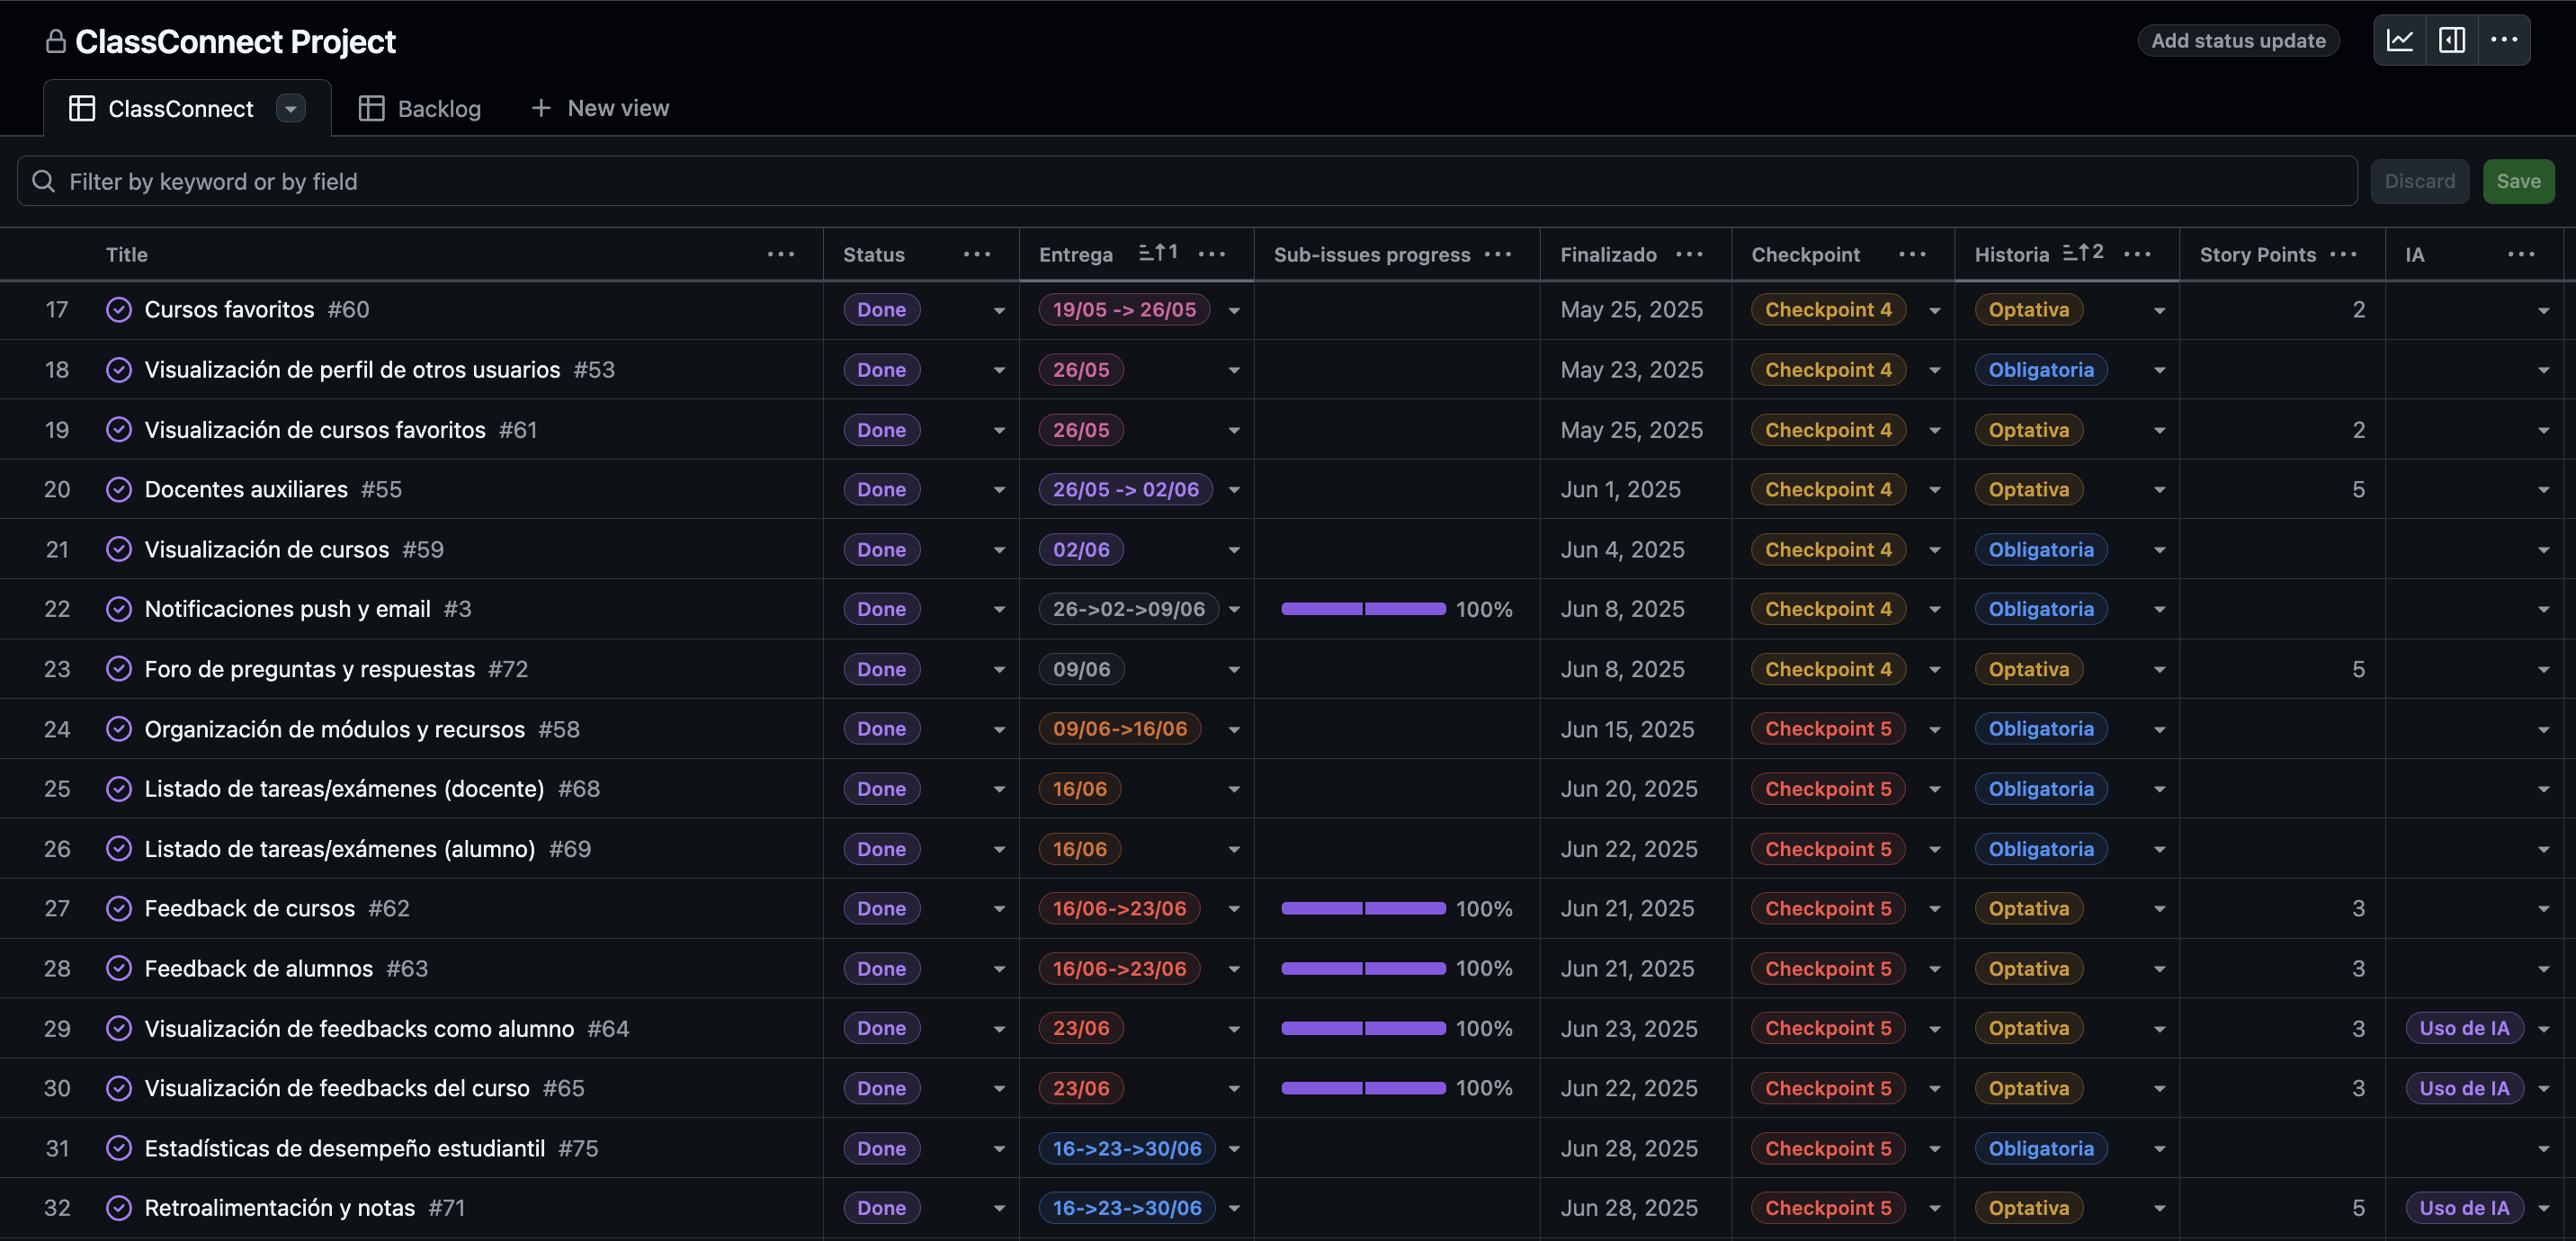 ClassConnect Project
Add status update
ClassConnect
Backlog
New view
Filter by keyword or by field
Discard
Save
Title Status Entrega 1 Sub-issues progress Finalizado Checkpoint Historia 2 Story Points IA
17 Cursos favoritos #60 Done 19/05 -> 26/05 May 25, 2025 Checkpoint 4 Optativa 2
18 Visualización de perfil de otros usuarios #53 Done 26/05 May 23, 2025 Checkpoint 4 Obligatoria
19 Visualización de cursos favoritos #61 Done 26/05 May 25, 2025 Checkpoint 4 Optativa 2
20 Docentes auxiliares #55 Done 26/05 -> 02/06 Jun 1, 2025 Checkpoint 4 Optativa 5
21 Visualización de cursos #59 Done 02/06 Jun 4, 2025 Checkpoint 4 Obligatoria
22 Notificaciones push y email #3 Done 26->02->09/06 100% Jun 8, 2025 Checkpoint 4 Obligatoria
23 Foro de preguntas y respuestas #72 Done 09/06 Jun 8, 2025 Checkpoint 4 Optativa 5
24 Organización de módulos y recursos #58 Done 09/06->16/06 Jun 15, 2025 Checkpoint 5 Obligatoria
25 Listado de tareas/exámenes (docente) #68 Done 16/06 Jun 20, 2025 Checkpoint 5 Obligatoria
26 Listado de tareas/exámenes (alumno) #69 Done 16/06 Jun 22, 2025 Checkpoint 5 Obligatoria
27 Feedback de cursos #62 Done 16/06->23/06 100% Jun 21, 2025 Checkpoint 5 Optativa 3
28 Feedback de alumnos #63 Done 16/06->23/06 100% Jun 21, 2025 Checkpoint 5 Optativa 3
29 Visualización de feedbacks como alumno #64 Done 23/06 100% Jun 23, 2025 Checkpoint 5 Optativa 3 Uso de IA
30 Visualización de feedbacks del curso #65 Done 23/06 100% Jun 22, 2025 Checkpoint 5 Optativa 3 Uso de IA
31 Estadísticas de desempeño estudiantil #75 Done 16->23->30/06 Jun 28, 2025 Checkpoint 5 Obligatoria
32 Retroalimentación y notas #71 Done 16->23->30/06 Jun 28, 2025 Checkpoint 5 Optativa 5 Uso de IA